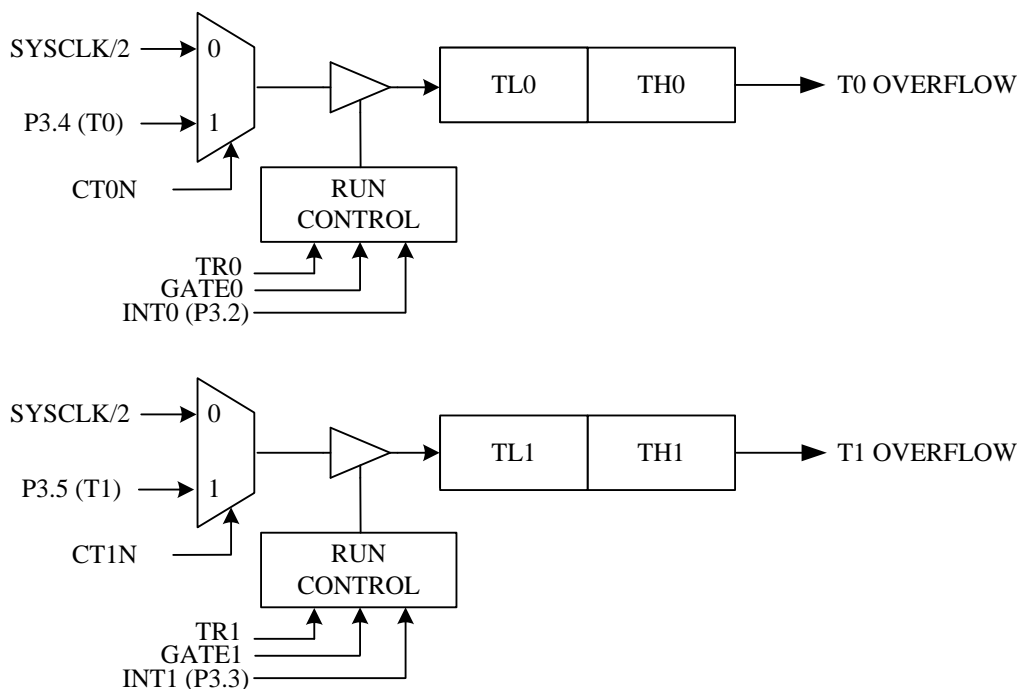 SYSCLK/2
0
TL0
TH0
T0 OVERFLOW
P3.4 (T0)
1
CT0N
RUN
CONTROL
TR0
GATE0
INT0 (P3.2)
SYSCLK/2
0
TL1
TH1
T1 OVERFLOW
P3.5 (T1)
1
CT1N
RUN
CONTROL
TR1
GATE1
INT1 (P3.3)